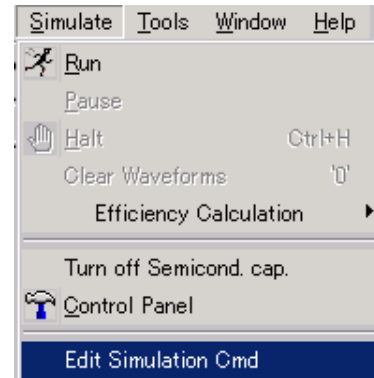 Simulate Tools Window Help
Run
Pause
Halt Ctrl+H
Clear Waveforms '0'
Efficiency Calculation
Turn off Semicond. cap.
Control Panel
Edit Simulation Cmd